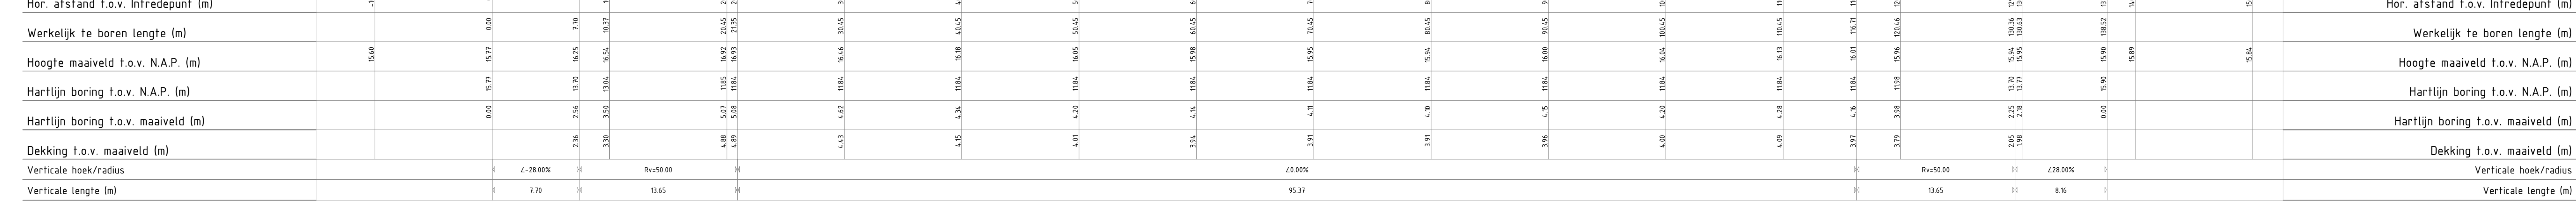 Hor. afstand t.o.v. Intredepunt (m) Hor. afstand t.o.v. Intredepunt (m)
Werkelijk te boren lengte (m) 0.00 7.70 10.37 20.45 21.35 30.45 40.45 50.45 60.45 70.45 80.45 90.45 100.45 110.45 116.71 120.46 130.36 130.63 138.52 Werkelijk te boren lengte (m)
Hoogte maaiveld t.o.v. N.A.P. (m) 15.60 15.77 16.25 16.54 16.92 16.93 16.46 16.18 16.05 15.98 15.95 15.94 16.00 16.04 16.13 16.01 15.96 15.94 15.95 15.90 15.89 15.84 Hoogte maaiveld t.o.v. N.A.P. (m)
Hartlijn boring t.o.v. N.A.P. (m) 15.77 13.70 13.04 11.85 11.84 11.84 11.84 11.84 11.84 11.84 11.84 11.84 11.84 11.84 11.84 11.98 13.70 13.77 15.90 Hartlijn boring t.o.v. N.A.P. (m)
Hartlijn boring t.o.v. maaiveld (m) 0.00 2.56 3.50 5.07 5.08 4.62 4.34 4.20 4.14 4.11 4.10 4.15 4.20 4.28 4.16 3.98 2.25 2.18 0.00 Hartlijn boring t.o.v. maaiveld (m)
Dekking t.o.v. maaiveld (m) 2.36 3.30 4.88 4.89 4.43 4.15 4.01 3.94 3.91 3.91 3.96 4.00 4.09 3.97 3.79 2.05 1.98 Dekking t.o.v. maaiveld (m)
Verticale hoek/radius ∠-28.00% Rv=50.00 ∠0.00% Rv=50.00 ∠28.00% Verticale hoek/radius
Verticale lengte (m) 7.70 13.65 95.37 13.65 8.16 Verticale lengte (m)